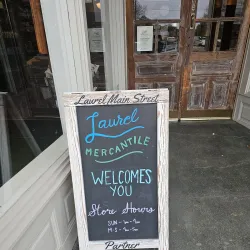 Laurel Main Street
Laurel
MERCANTILE
WELCOMES
YOU
Store Hours
Partner